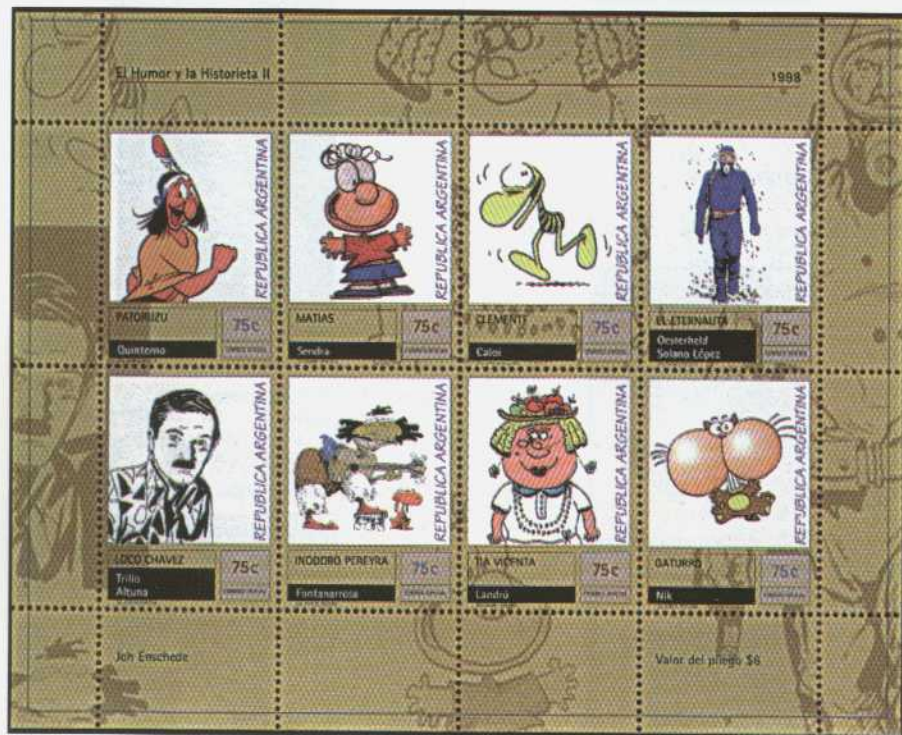 El Humor y la Historieta II
1998
REPUBLICA ARGENTINA
PATORUZU
75c
Quinterno
REPUBLICA ARGENTINA
MATIAS
75c
Sendra
REPUBLICA ARGENTINA
CLEMENTE
75c
Caloi
REPUBLICA ARGENTINA
EL ETERNAUTA
75c
Oesterheld
Solano López
REPUBLICA ARGENTINA
LOCO CHAVEZ
75c
Trillo
Altuna
REPUBLICA ARGENTINA
INODORO PEREYRA
75c
Fontanarrosa
REPUBLICA ARGENTINA
TIA VICENTA
75c
Landrú
REPUBLICA ARGENTINA
GATURRO
75c
Nik
Joh Enschede
Valor del pliego $6